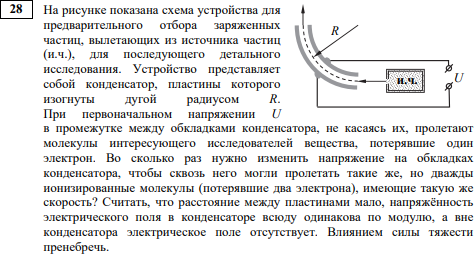 28
На рисунке показана схема устройства для
предварительного отбора заряженных
частиц, вылетающих из источника частиц
(и.ч.), для последующего детального
исследования. Устройство представляет
собой конденсатор, пластины которого
изогнуты дугой радиусом R.
При первоначальном напряжении U
в промежутке между обкладками конденсатора, не касаясь их, пролетают
молекулы интересующего исследователей вещества, потерявшие один
электрон. Во сколько раз нужно изменить напряжение на обкладках
конденсатора, чтобы сквозь него могли пролетать такие же, но дважды
ионизированные молекулы (потерявшие два электрона), имеющие такую же
скорость? Считать, что расстояние между пластинами мало, напряжённость
электрического поля в конденсаторе всюду одинакова по модулю, а вне
конденсатора электрическое поле отсутствует. Влиянием силы тяжести
пренебречь.
R
и.ч.
U